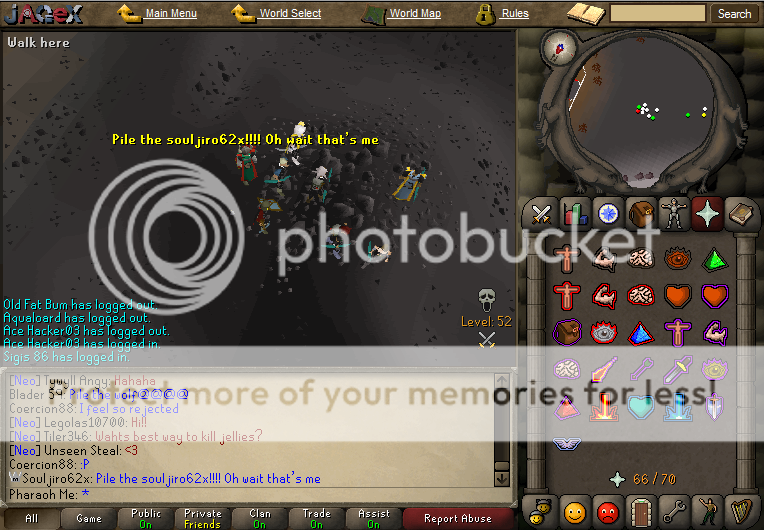 JAGEX
Main Menu
World Select
World Map
Rules
Search
Walk here
Pile the souljiro62x!!!! Oh wait that's me
photobucket
Old Fat Bum has logged out.
Aqualoard has logged out.
Ace Hacker03 has logged out.
Ace Hacker03 has logged in.
Sigis 86 has logged in.
Level: 52
Protect more of your memories for less!
[Neo] Tywyll Angy: Hahaha
Blader 54: Pile the wolf@@@@
Coercion88: I feel so rejected
[Neo] Legolas10700: Hi!!
[Neo] Tiler346: Wahts best way to kill jellies?
[Neo] Unseen Steal: <3
Coercion88: :P
Souljiro62x: Pile the souljiro62x!!!! Oh wait that's me
Pharaoh Me: *
66 / 70
All
Game
Public
On
Private
Friends
Clan
On
Trade
On
Assist
On
Report Abuse